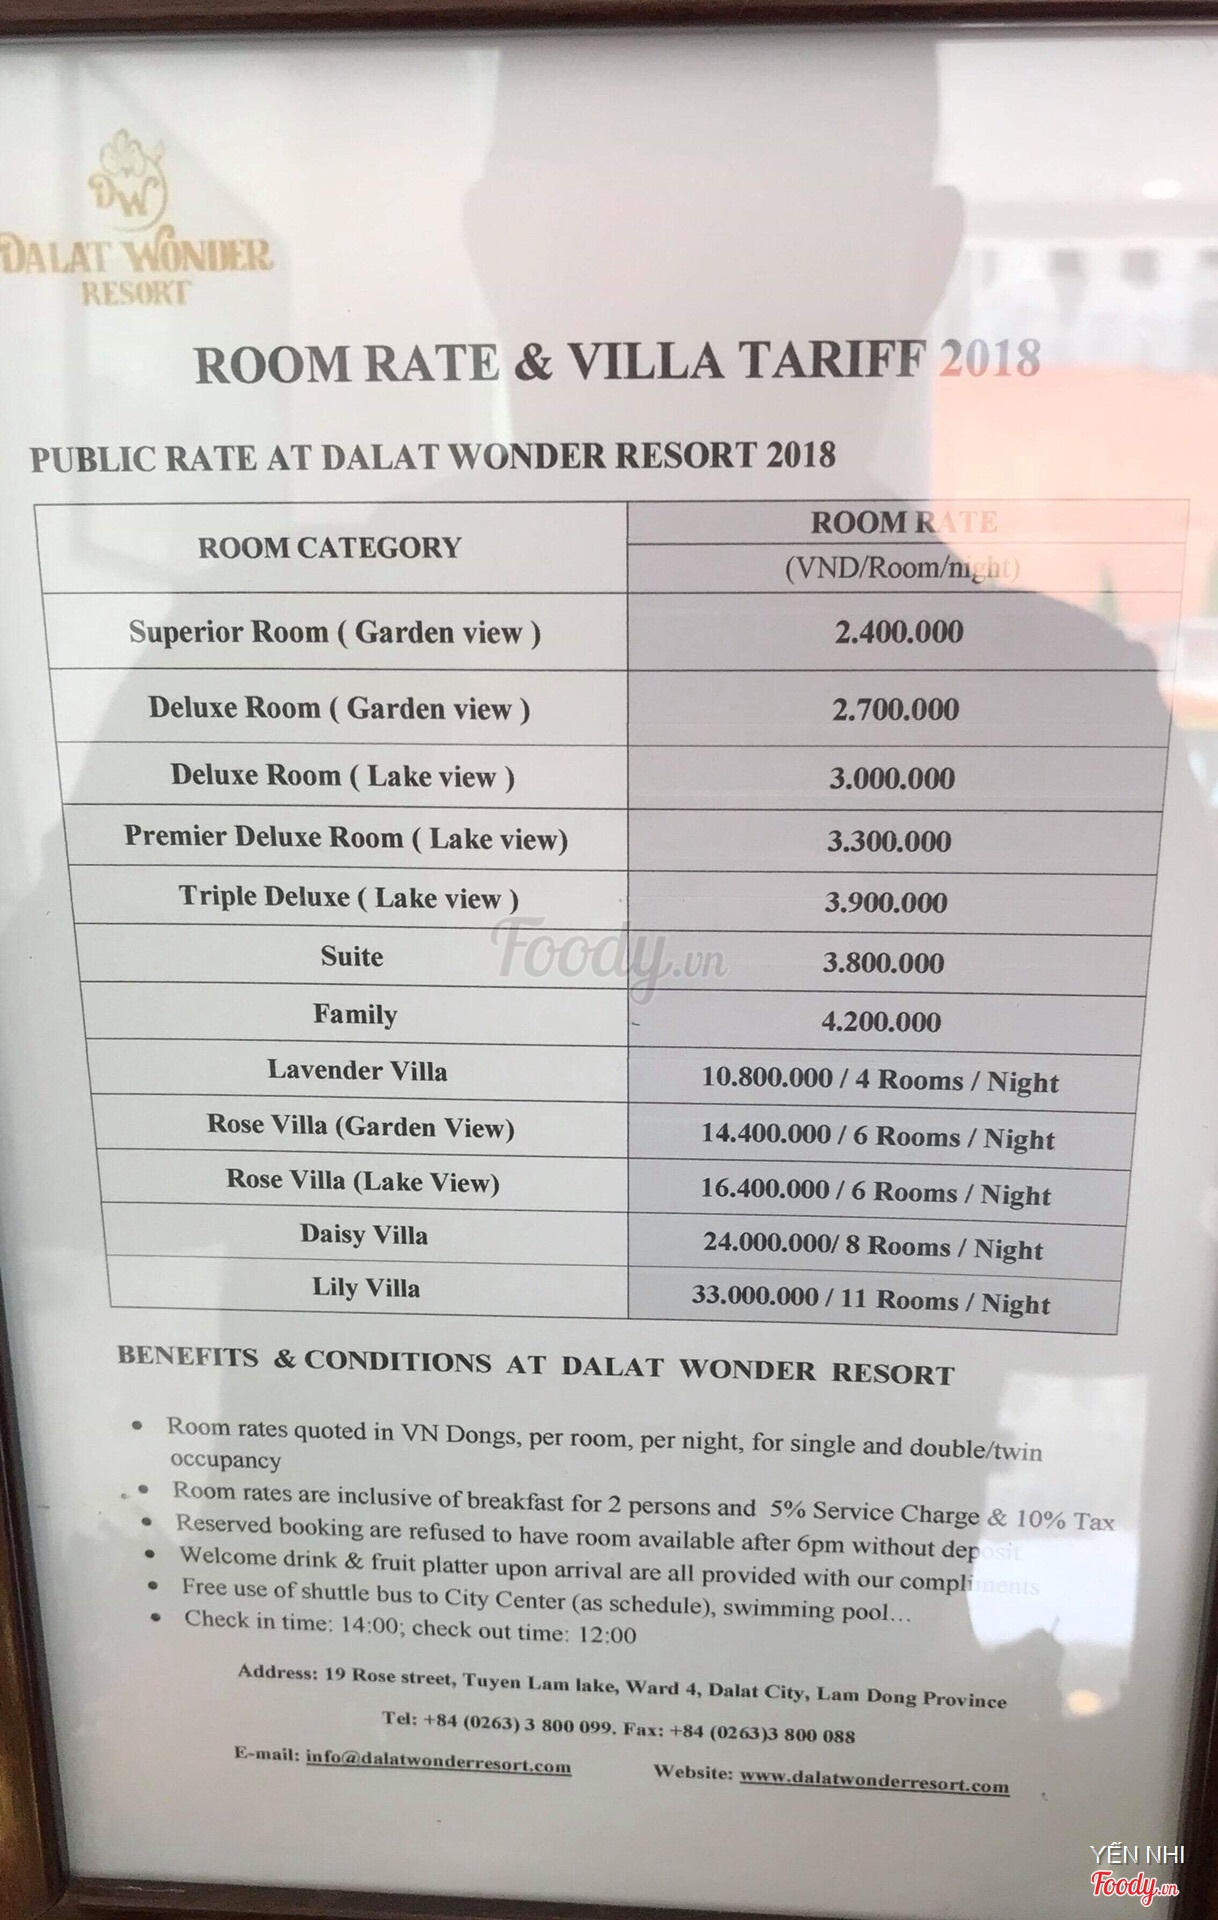 DW
DALAT WONDER
RESORT
ROOM RATE & VILLA TARIFF 2018
PUBLIC RATE AT DALAT WONDER RESORT 2018
ROOM CATEGORY
ROOM RATE
(VND/Room/night)
Superior Room ( Garden view ) 2.400.000
Deluxe Room ( Garden view ) 2.700.000
Deluxe Room ( Lake view ) 3.000.000
Premier Deluxe Room ( Lake view) 3.300.000
Triple Deluxe ( Lake view ) 3.900.000
Suite 3.800.000
Family 4.200.000
Lavender Villa 10.800.000 / 4 Rooms / Night
Rose Villa (Garden View) 14.400.000 / 6 Rooms / Night
Rose Villa (Lake View) 16.400.000 / 6 Rooms / Night
Daisy Villa 24.000.000/ 8 Rooms / Night
Lily Villa 33.000.000 / 11 Rooms / Night
Foody.vn
BENEFITS & CONDITIONS AT DALAT WONDER RESORT
• Room rates quoted in VN Dongs, per room, per night, for single and double/twin
occupancy
• Room rates are inclusive of breakfast for 2 persons and 5% Service Charge & 10% Tax
• Reserved booking are refused to have room available after 6pm without deposit
• Welcome drink & fruit platter upon arrival are all provided with our compliments
• Free use of shuttle bus to City Center (as schedule), swimming pool…
• Check in time: 14:00; check out time: 12:00
Address: 19 Rose street, Tuyen Lam lake, Ward 4, Dalat City, Lam Dong Province
Tel: +84 (0263) 3 800 099. Fax: +84 (0263)3 800 088
E-mail: info@dalatwonderresort.com Website: www.dalatwonderresort.com
YẾN NHI
Foody.vn